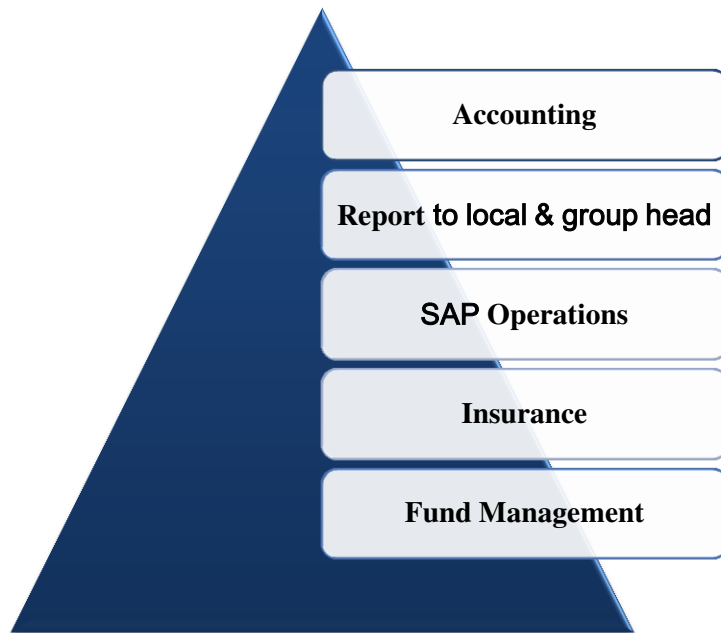 Accounting
Report to local & group head
SAP Operations
Insurance
Fund Management